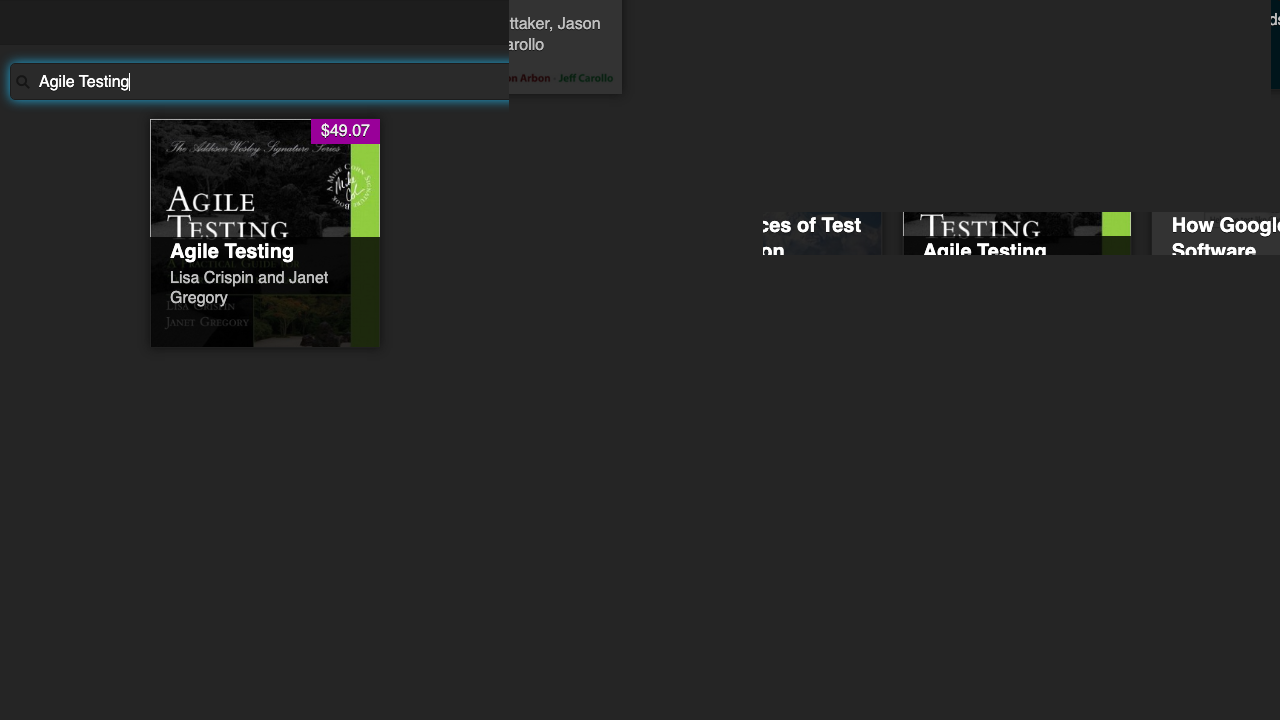 ttaker, Jason
arollo
n Arbon · Jeff Carollo
Agile Testing
$49.07
The Addison Wesley Signature Series
A Mike Cohn Signature Book
AGILE
TESTING
Agile Testing
Lisa Crispin and Janet
Gregory
LISA CRISPIN
JANET GREGORY
ces of Test
on
TESTING
Agile Testing
How Google
Software